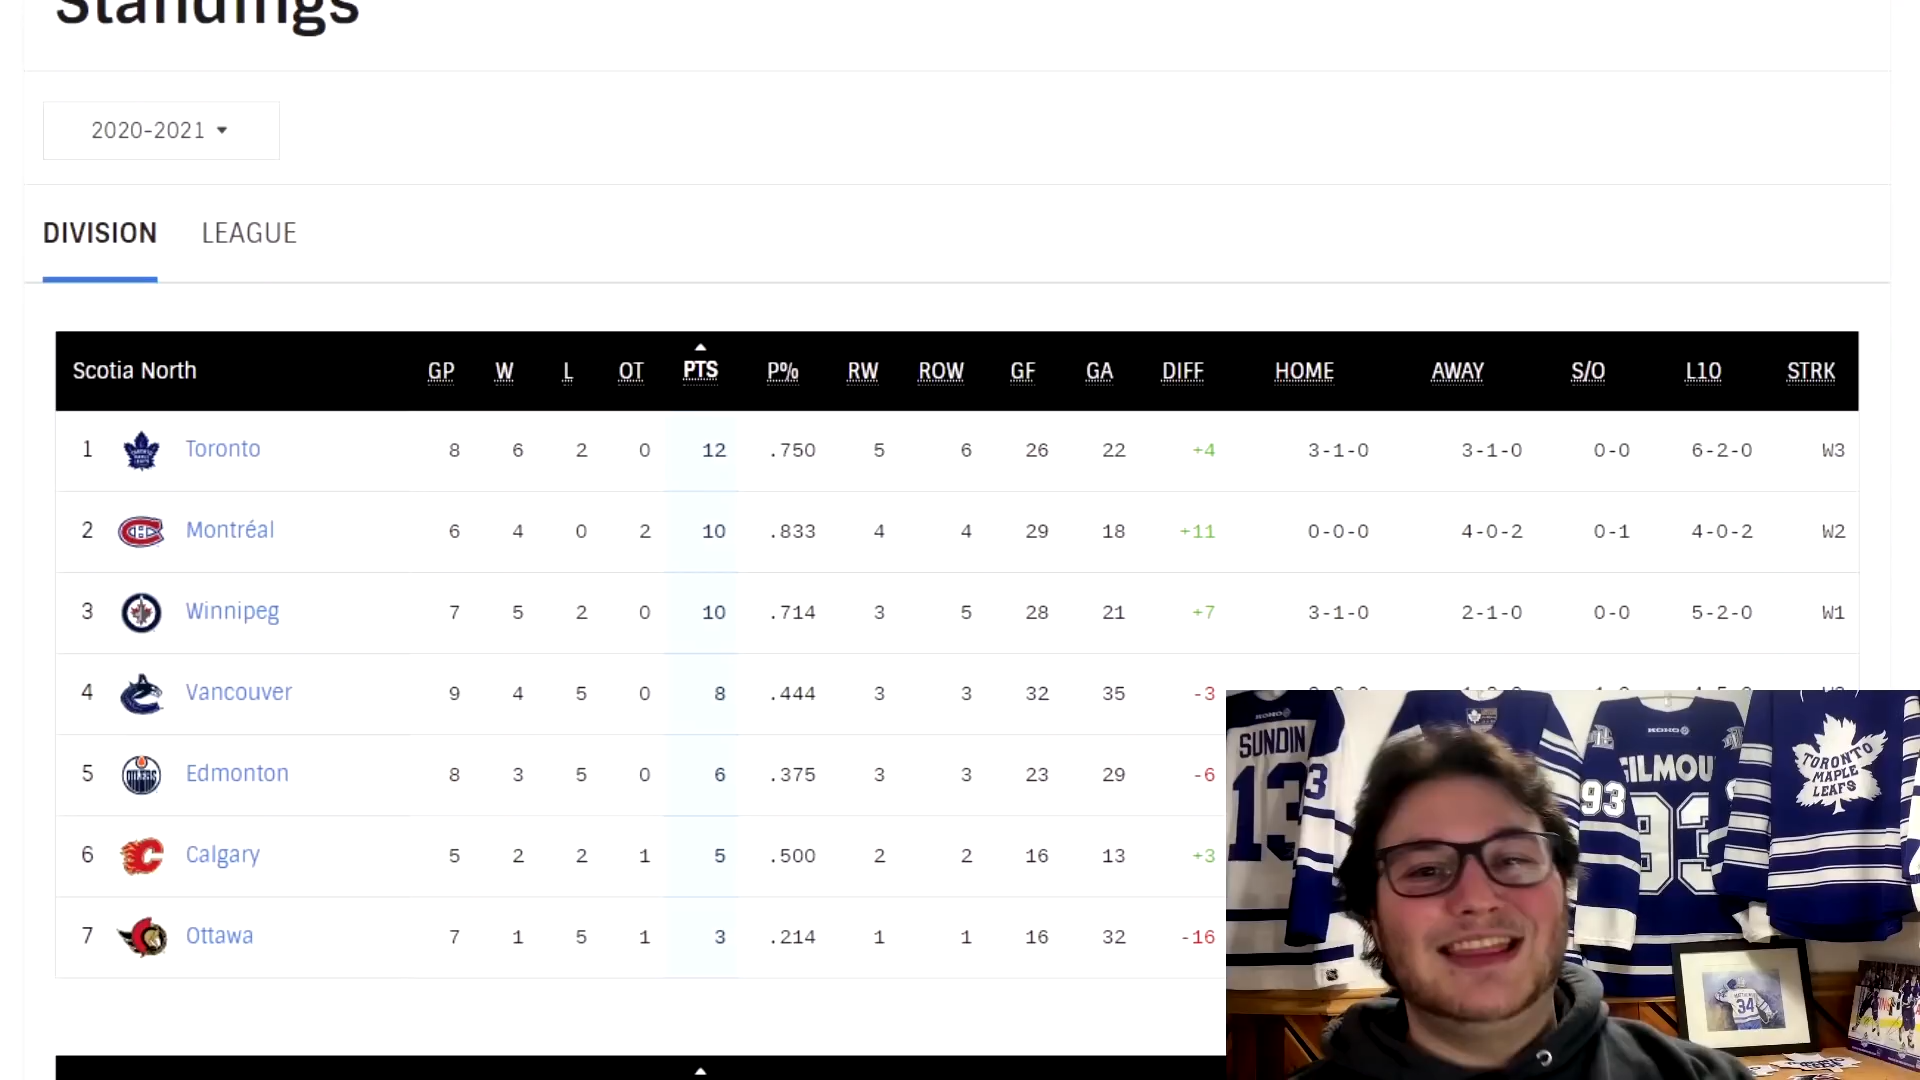 Standings
2020-2021
DIVISION LEAGUE
Scotia North GP W L OT PTS P% RW ROW GF GA DIFF HOME AWAY S/O L10 STRK
1 Toronto 8 6 2 0 12 .750 5 6 26 22 +4 3-1-0 3-1-0 0-0 6-2-0 W3
2 Montréal 6 4 0 2 10 .833 4 4 29 18 +11 0-0-0 4-0-2 0-1 4-0-2 W2
3 Winnipeg 7 5 2 0 10 .714 3 5 28 21 +7 3-1-0 2-1-0 0-0 5-2-0 W1
4 Vancouver 9 4 5 0 8 .444 3 3 32 35 -3
5 Edmonton 8 3 5 0 6 .375 3 3 23 29 -6
6 Calgary 5 2 2 1 5 .500 2 2 16 13 +3
7 Ottawa 7 1 5 1 3 .214 1 1 16 32 -16
OILERS
KOHO
SUNDIN
13
3
KOHO
GILMOU
93
93
TORONTO
MAPLE
LEAFS
34